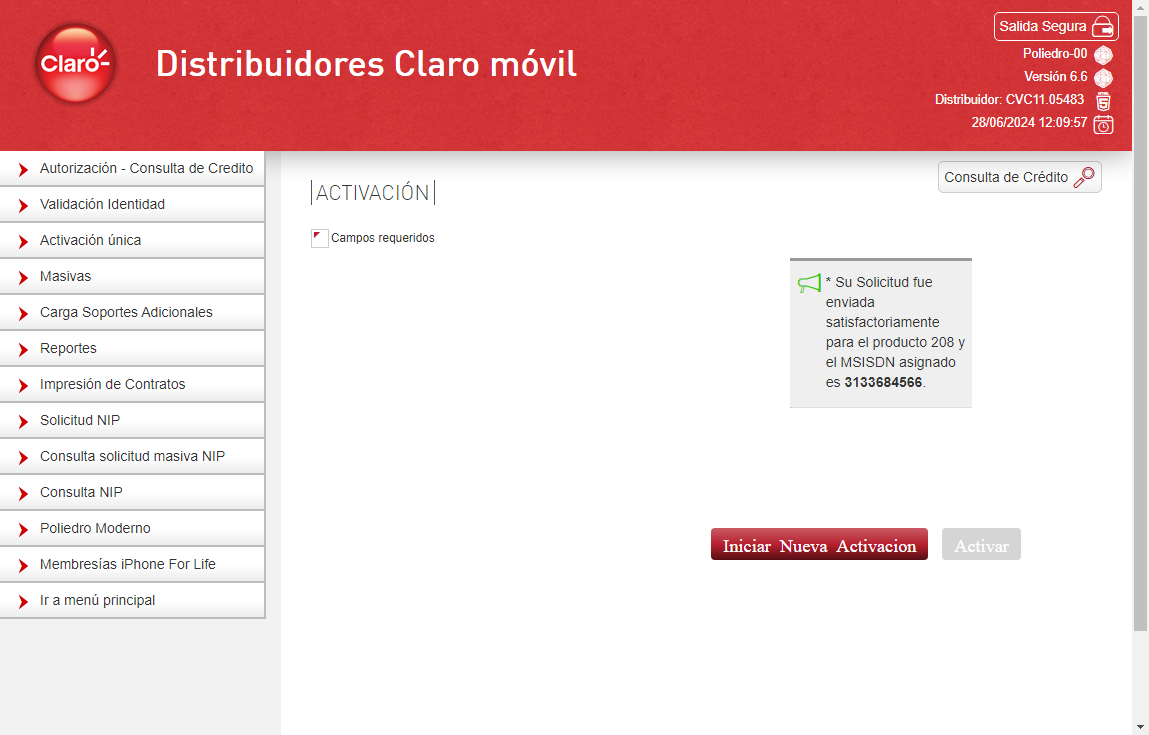 Claro-
Distribuidores Claro móvil
Salida Segura
Poliedro-00
Versión 6.6
Distribuidor: CVC11.05483
28/06/2024 12:09:57
Autorización - Consulta de Credito
Validación Identidad
Activación única
Masivas
Carga Soportes Adicionales
Reportes
Impresión de Contratos
Solicitud NIP
Consulta solicitud masiva NIP
Consulta NIP
Poliedro Moderno
Membresías iPhone For Life
Ir a menú principal
Consulta de Crédito
|ACTIVACIÓN|
Campos requeridos
* Su Solicitud fue
enviada
satisfactoriamente
para el producto 208 y
el MSISDN asignado
es 3133684566.
Iniciar Nueva Activacion
Activar